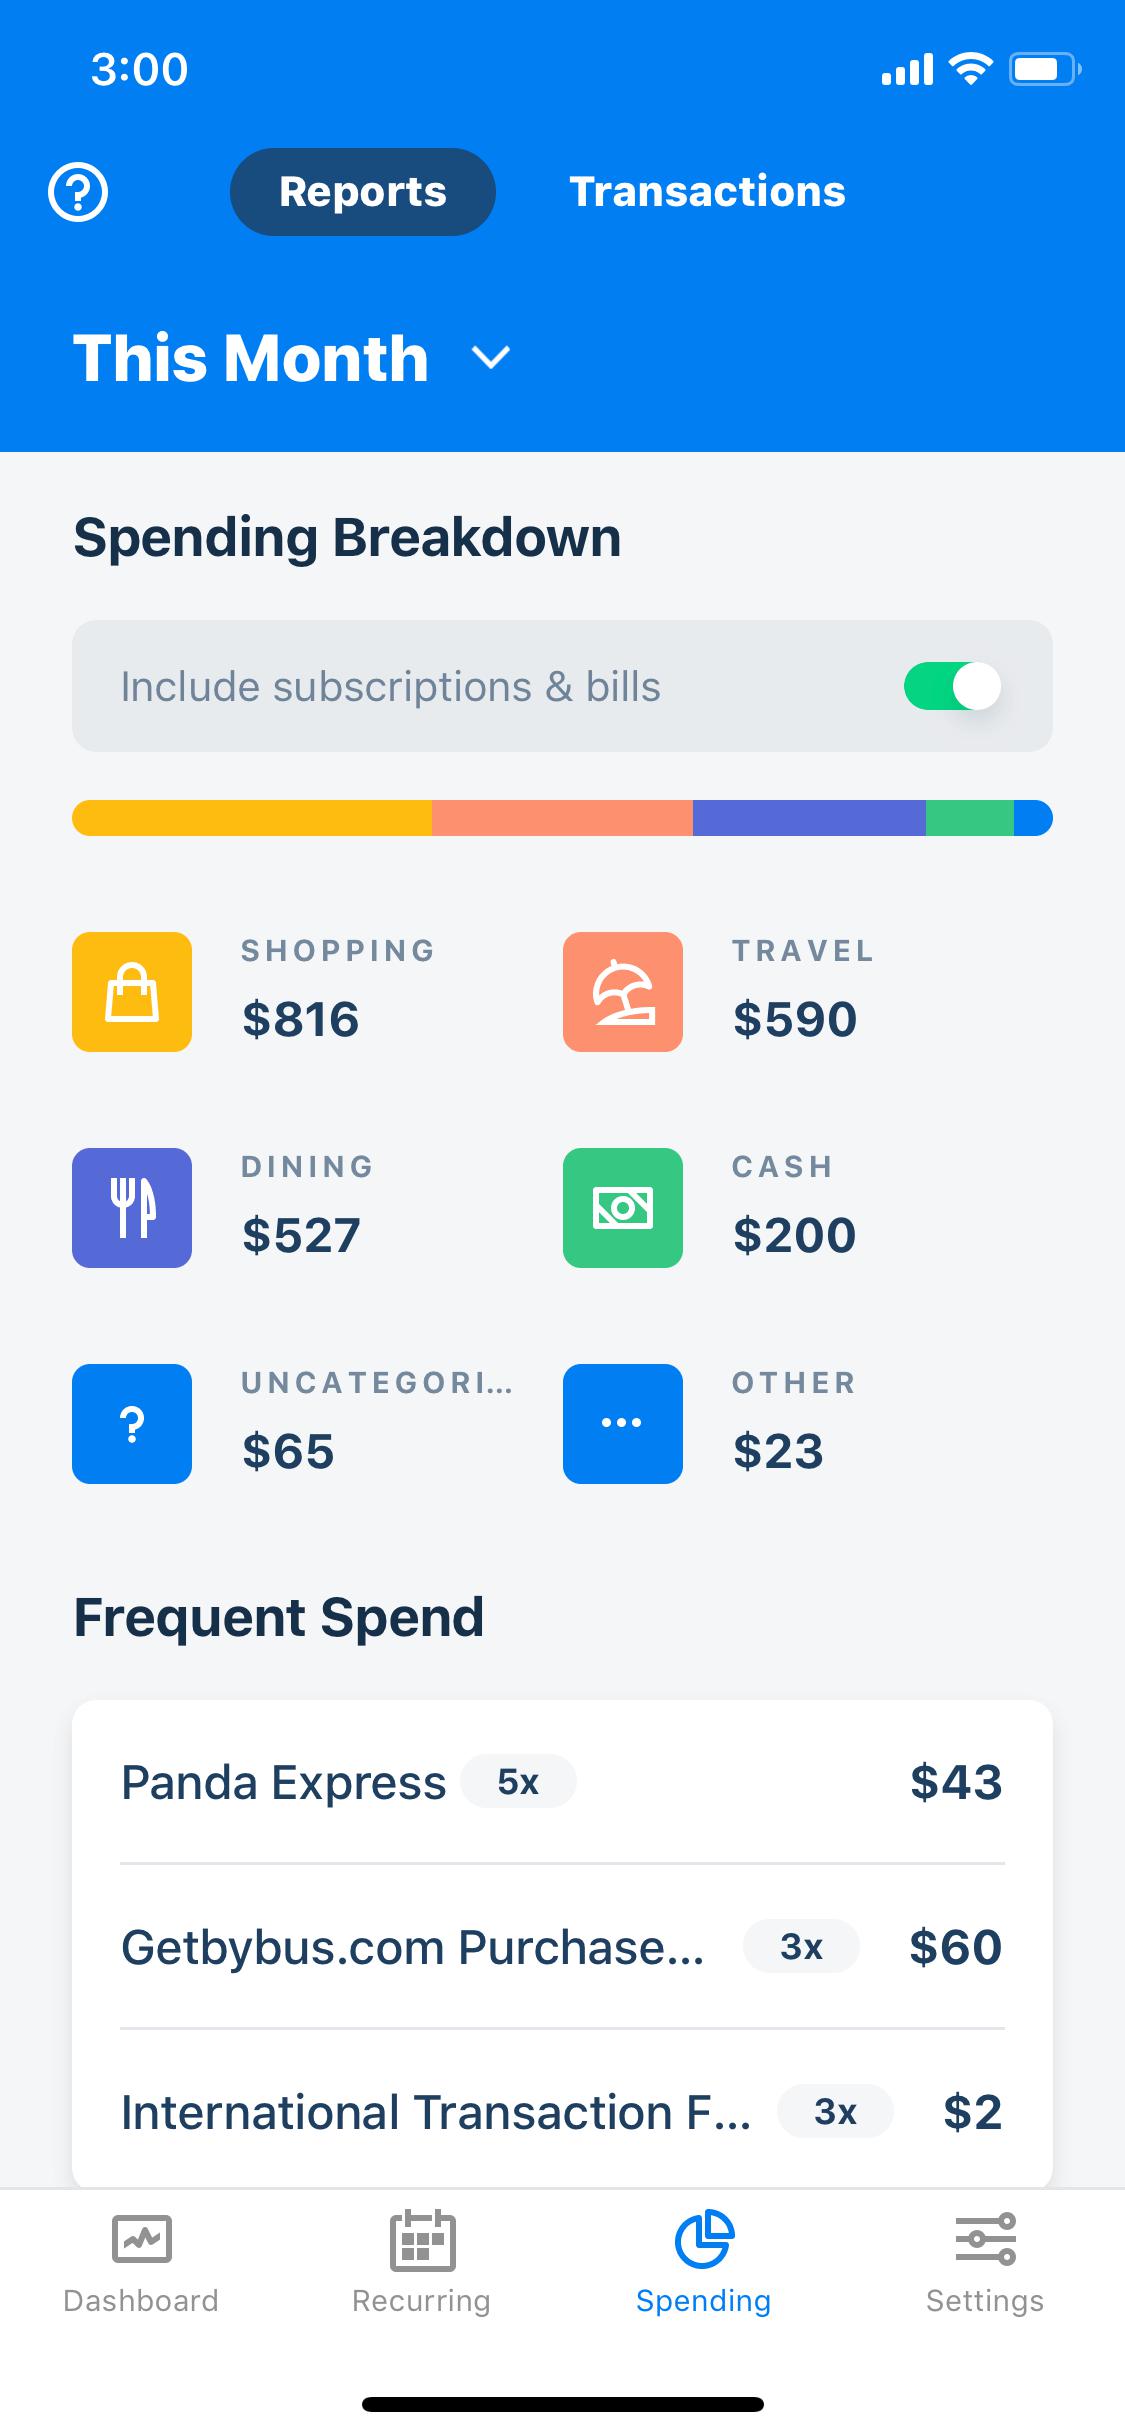 3:00
Reports Transactions
This Month
Spending Breakdown
Include subscriptions & bills
SHOPPING
$816
TRAVEL
$590
DINING
$527
CASH
$200
UNCATEGORI...
$65
OTHER
$23
Frequent Spend
Panda Express 5x $43
Getbybus.com Purchase... 3x $60
International Transaction F... 3x $2
Dashboard Recurring Spending Settings